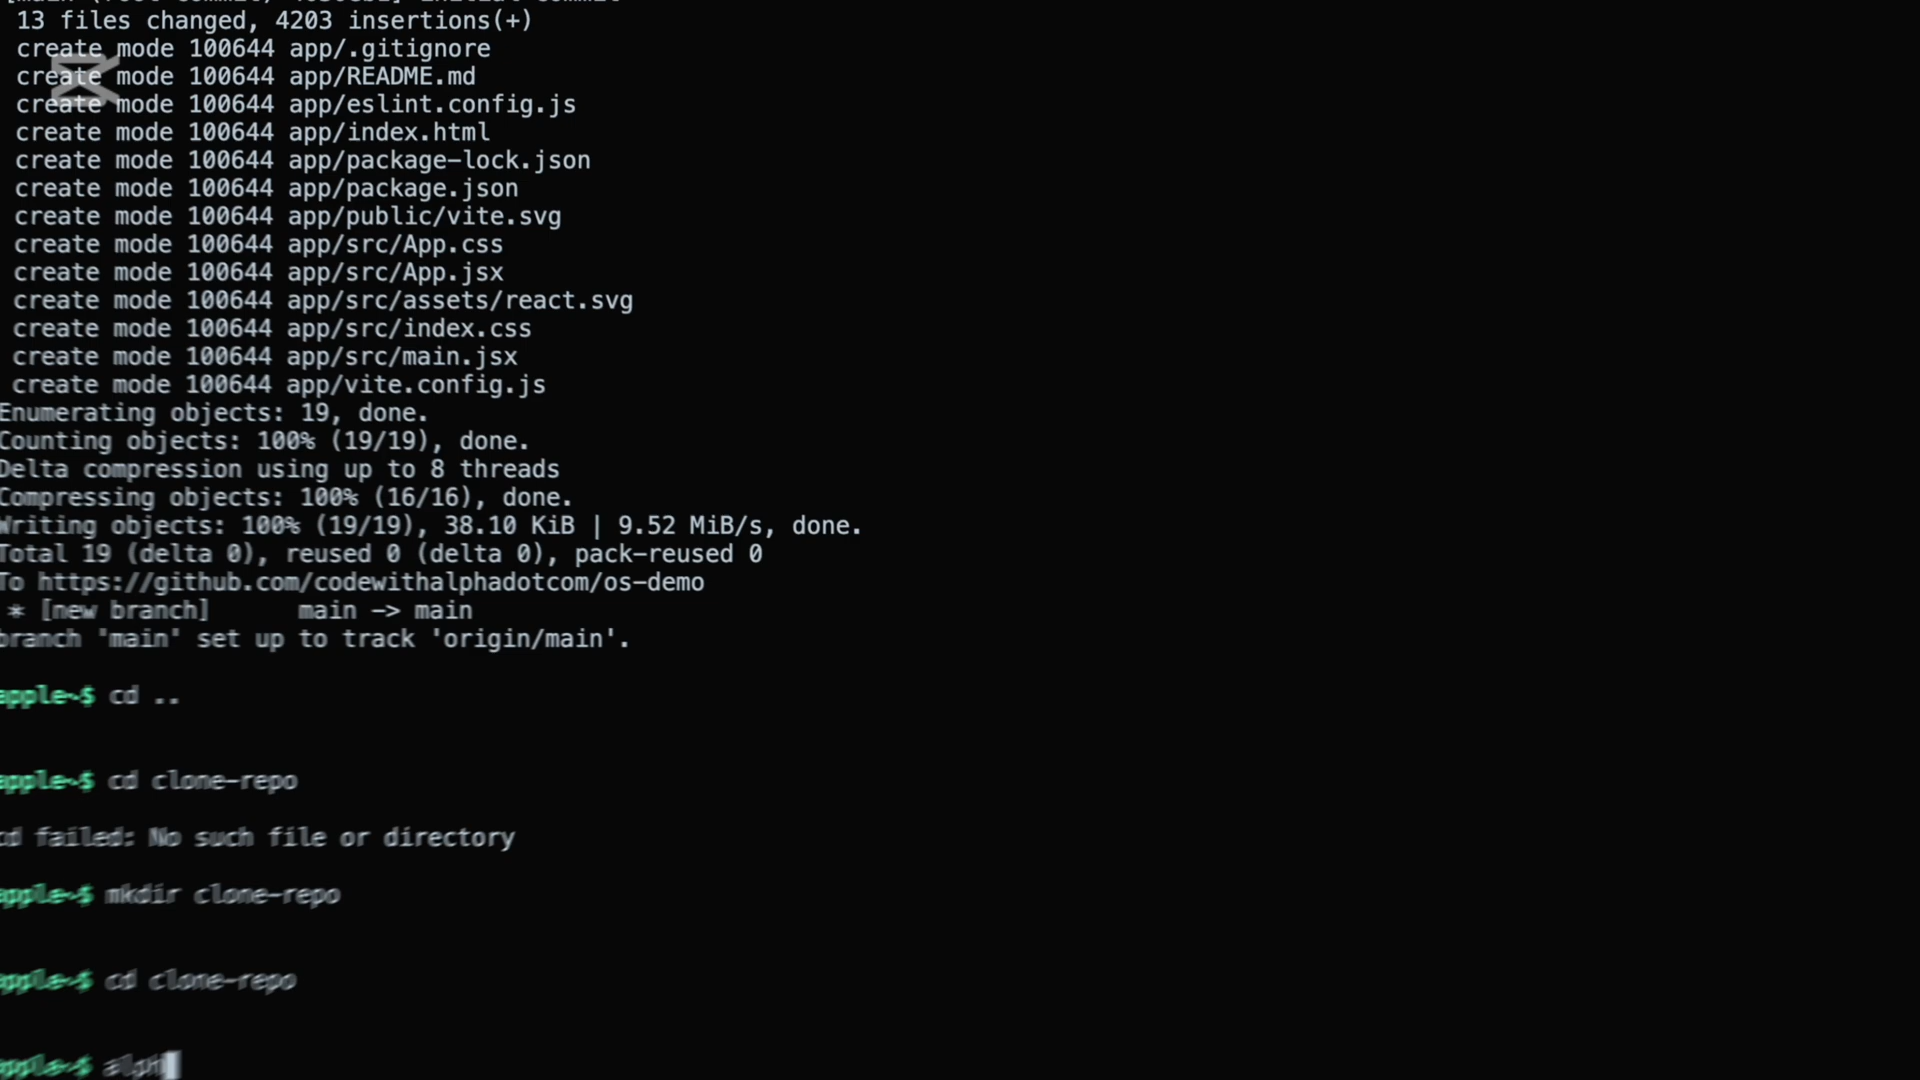 13 files changed, 4203 insertions(+)
create mode 100644 app/.gitignore
create mode 100644 app/README.md
create mode 100644 app/eslint.config.js
create mode 100644 app/index.html
create mode 100644 app/package-lock.json
create mode 100644 app/package.json
create mode 100644 app/public/vite.svg
create mode 100644 app/src/App.css
create mode 100644 app/src/App.jsx
create mode 100644 app/src/assets/react.svg
create mode 100644 app/src/index.css
create mode 100644 app/src/main.jsx
create mode 100644 app/vite.config.js
Enumerating objects: 19, done.
Counting objects: 100% (19/19), done.
Delta compression using up to 8 threads
Compressing objects: 100% (16/16), done.
Writing objects: 100% (19/19), 38.10 KiB | 9.52 MiB/s, done.
Total 19 (delta 0), reused 0 (delta 0), pack-reused 0
To https://github.com/codewithalphadotcom/os-demo
* [new branch]      main -> main
branch 'main' set up to track 'origin/main'.
apple~$ cd ..
apple~$ cd clone-repo
cd failed: No such file or directory
apple~$ mkdir clone-repo
apple~$ cd clone-repo
apple~$ alph